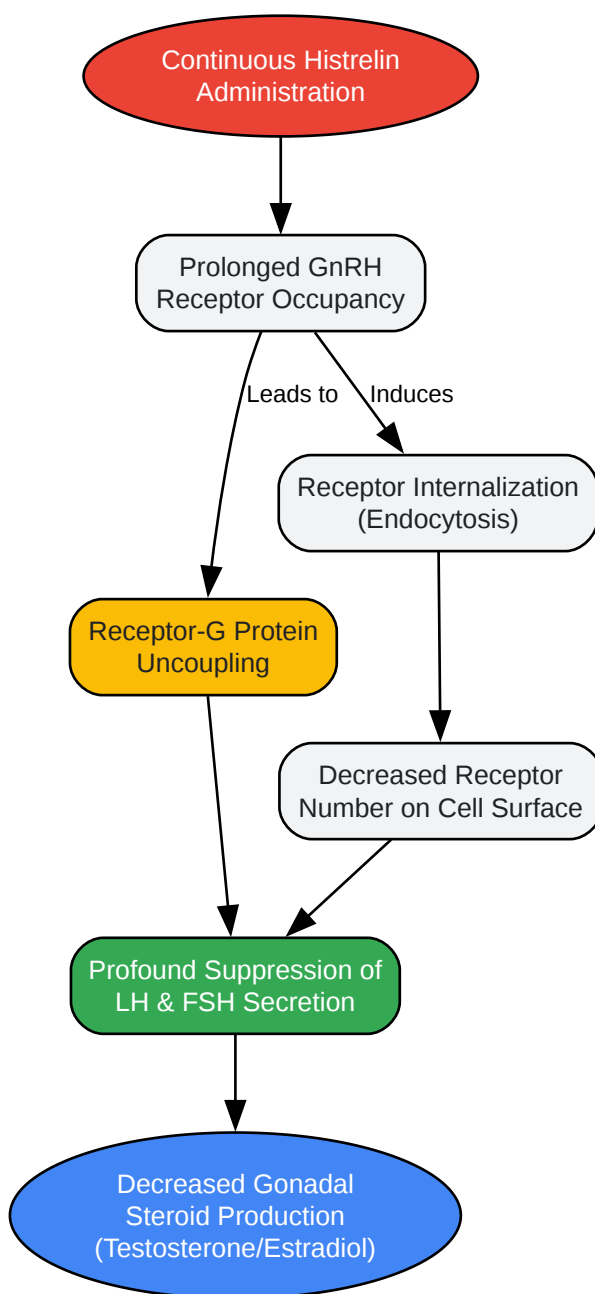 Continuous Histrelin
Administration
Prolonged GnRH
Receptor Occupancy
Leads to
Induces
Receptor Internalization
(Endocytosis)
Receptor-G Protein
Uncoupling
Decreased Receptor
Number on Cell Surface
Profound Suppression of
LH & FSH Secretion
Decreased Gonadal
Steroid Production
(Testosterone/Estradiol)